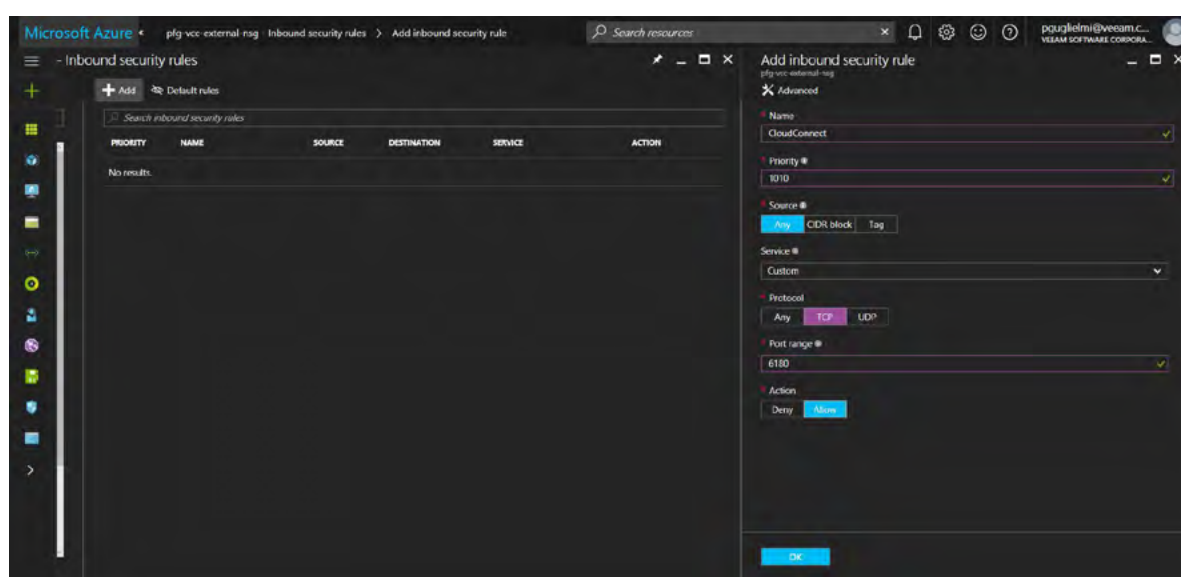 Microsoft Azure
pfg-vcc-external-nsg - Inbound security rules > Add inbound security rule
Search resources
pguglielmi@veeam.c...
VEEAM SOFTWARE CORPORA...
- Inbound security rules
Add
Default rules
Search inbound security rules
PRIORITY NAME SOURCE DESTINATION SERVICE ACTION
No results.
Add inbound security rule
pfg-vcc-external-nsg
Advanced
* Name
CloudConnect
* Priority
1010
* Source
Any CIDR block Tag
Service
Custom
* Protocol
Any TCP UDP
* Port range
6180
* Action
Deny Allow
OK